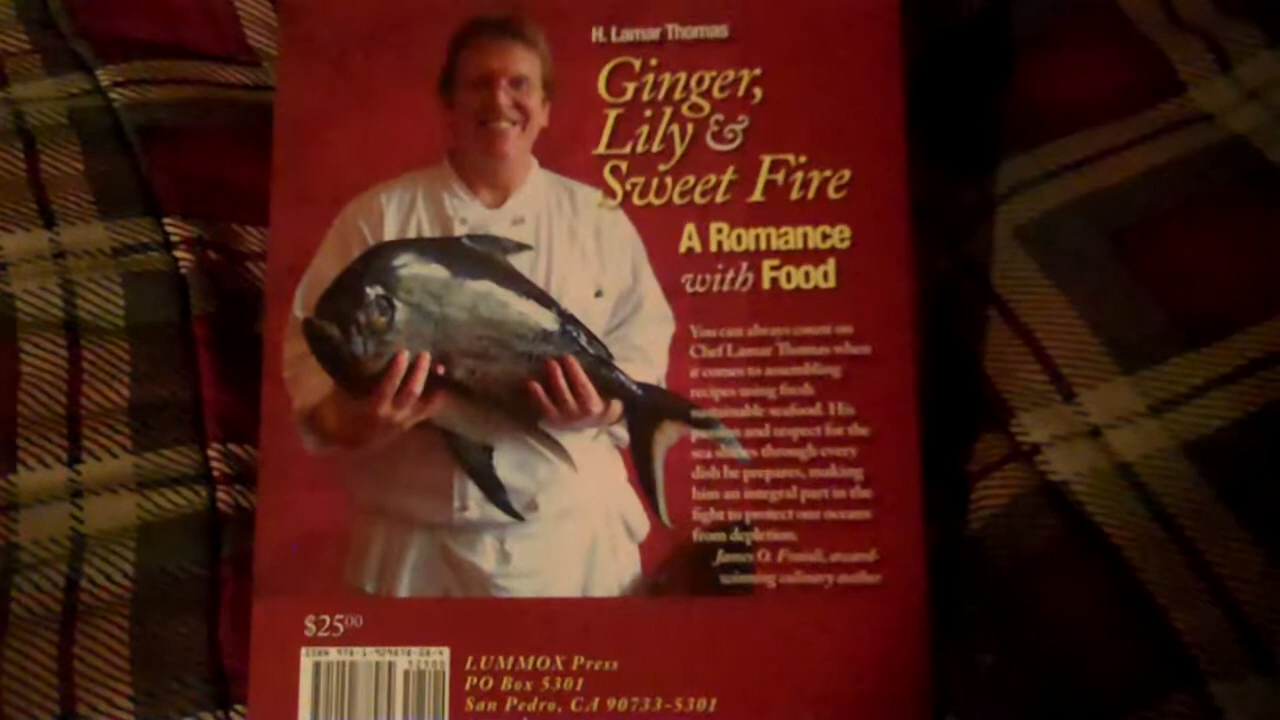 H. Lamar Thomas
Ginger,
Lily &
Sweet Fire
A Romance
with Food
You can always count on
Chef Lamar Thomas when
it comes to assembling
recipes using fresh
sustainable seafood. His
passion and respect for the
sea shines through every
dish he prepares, making
him an integral part in the
fight to protect our oceans
from depletion.
James O. award-
winning culinary author
$2500
ISBN
52500
LUMMOX Press
PO Box 5301
San Pedro, CA 90733-5301